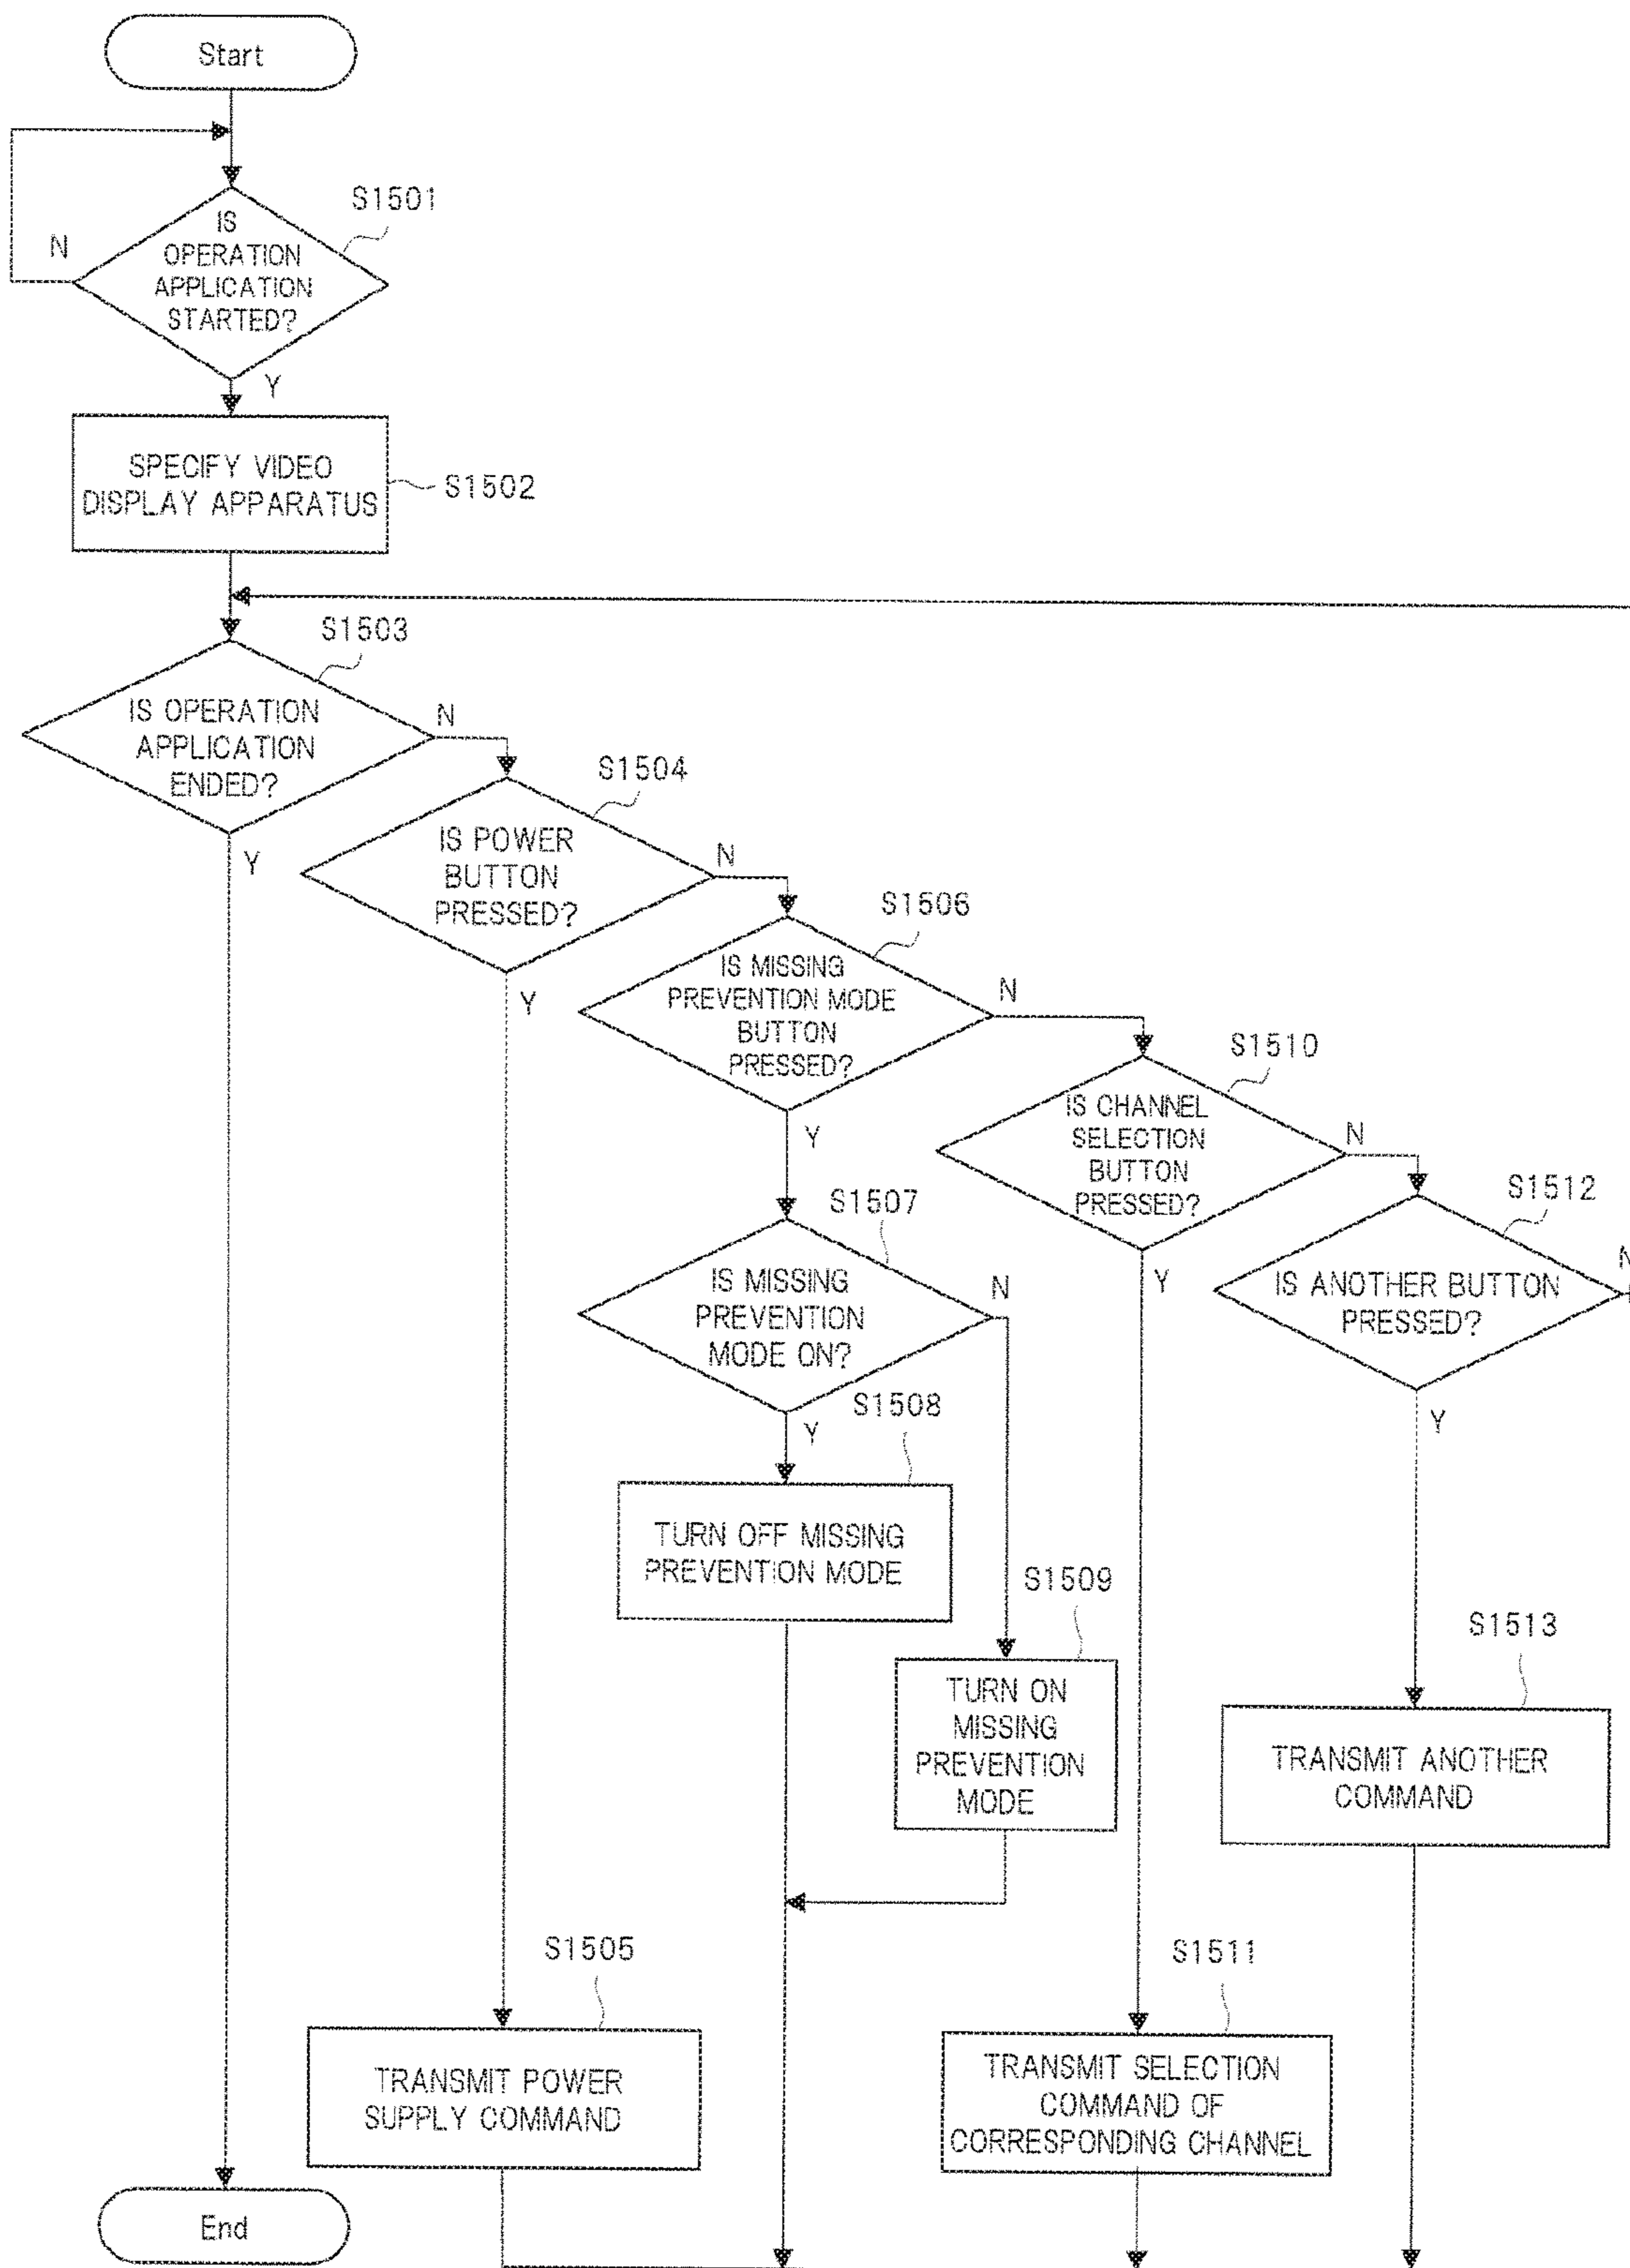 Start
S1501
N
IS
OPERATION
APPLICATION
STARTED?
Y
SPECIFY VIDEO
DISPLAY APPARATUS
S1502
S1503
IS OPERATION
APPLICATION
ENDED?
N
Y
S1504
IS POWER
BUTTON
PRESSED?
N
Y
S1506
IS MISSING
PREVENTION MODE
BUTTON
PRESSED?
N
Y
S1510
IS CHANNEL
SELECTION
BUTTON
PRESSED?
N
Y
S1512
IS ANOTHER BUTTON
PRESSED?
N
Y
S1507
IS MISSING
PREVENTION
MODE ON?
N
Y
S1508
TURN OFF MISSING
PREVENTION MODE
S1509
TURN ON
MISSING
PREVENTION
MODE
S1513
TRANSMIT ANOTHER
COMMAND
S1505
TRANSMIT POWER
SUPPLY COMMAND
S1511
TRANSMIT SELECTION
COMMAND OF
CORRESPONDING CHANNEL
End